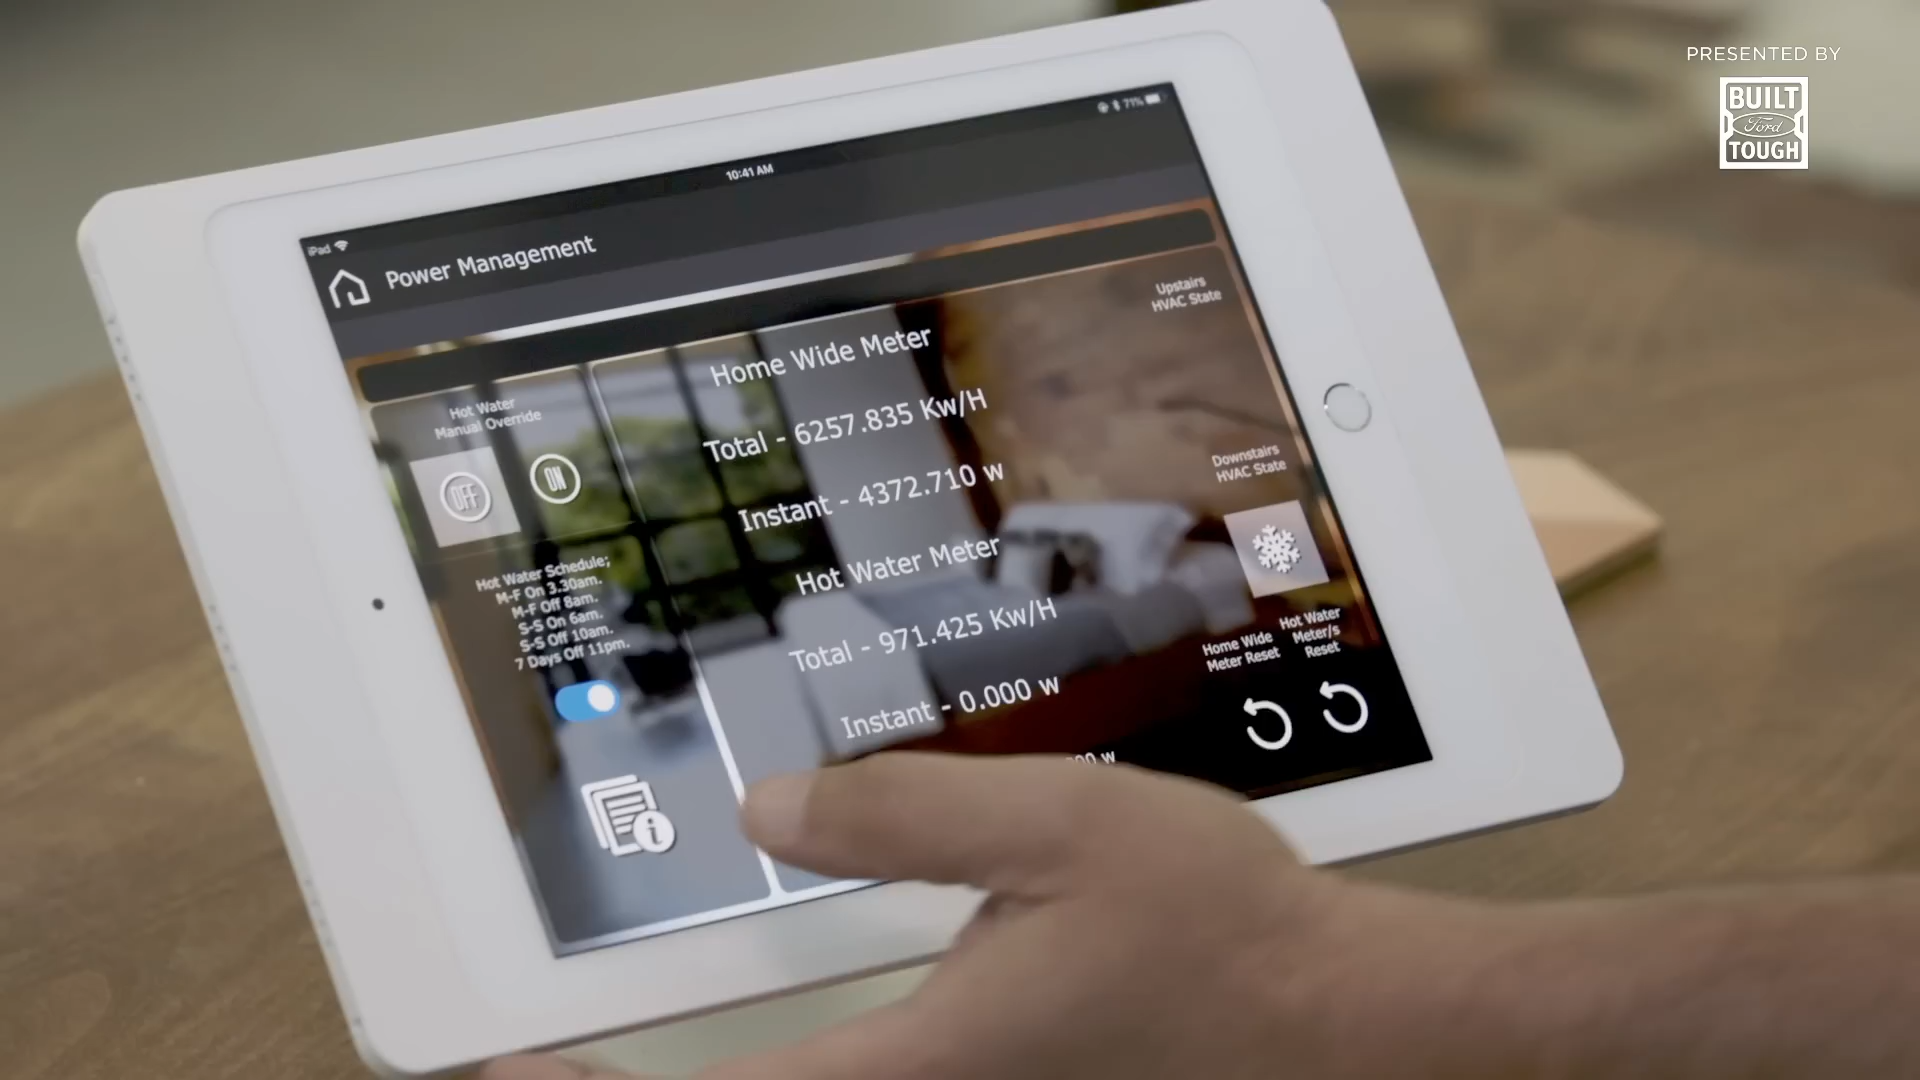 PRESENTED BY
BUILT
Ford
TOUGH
iPad
10:41 AM
71%
Power Management
Hot Water
Manual Override
OFF
ON
Hot Water Schedule;
M-F On 3.30am.
M-F Off 8am.
S-S On 6am.
S-S Off 10am.
7 Days Off 11pm.
Home Wide Meter
Total - 6257.835 Kw/H
Instant - 4372.710 w
Hot Water Meter
Total - 971.425 Kw/H
Instant - 0.000 w
w
Upstairs
HVAC State
Downstairs
HVAC State
Home Wide
Meter Reset
Hot Water
Meter/s
Reset